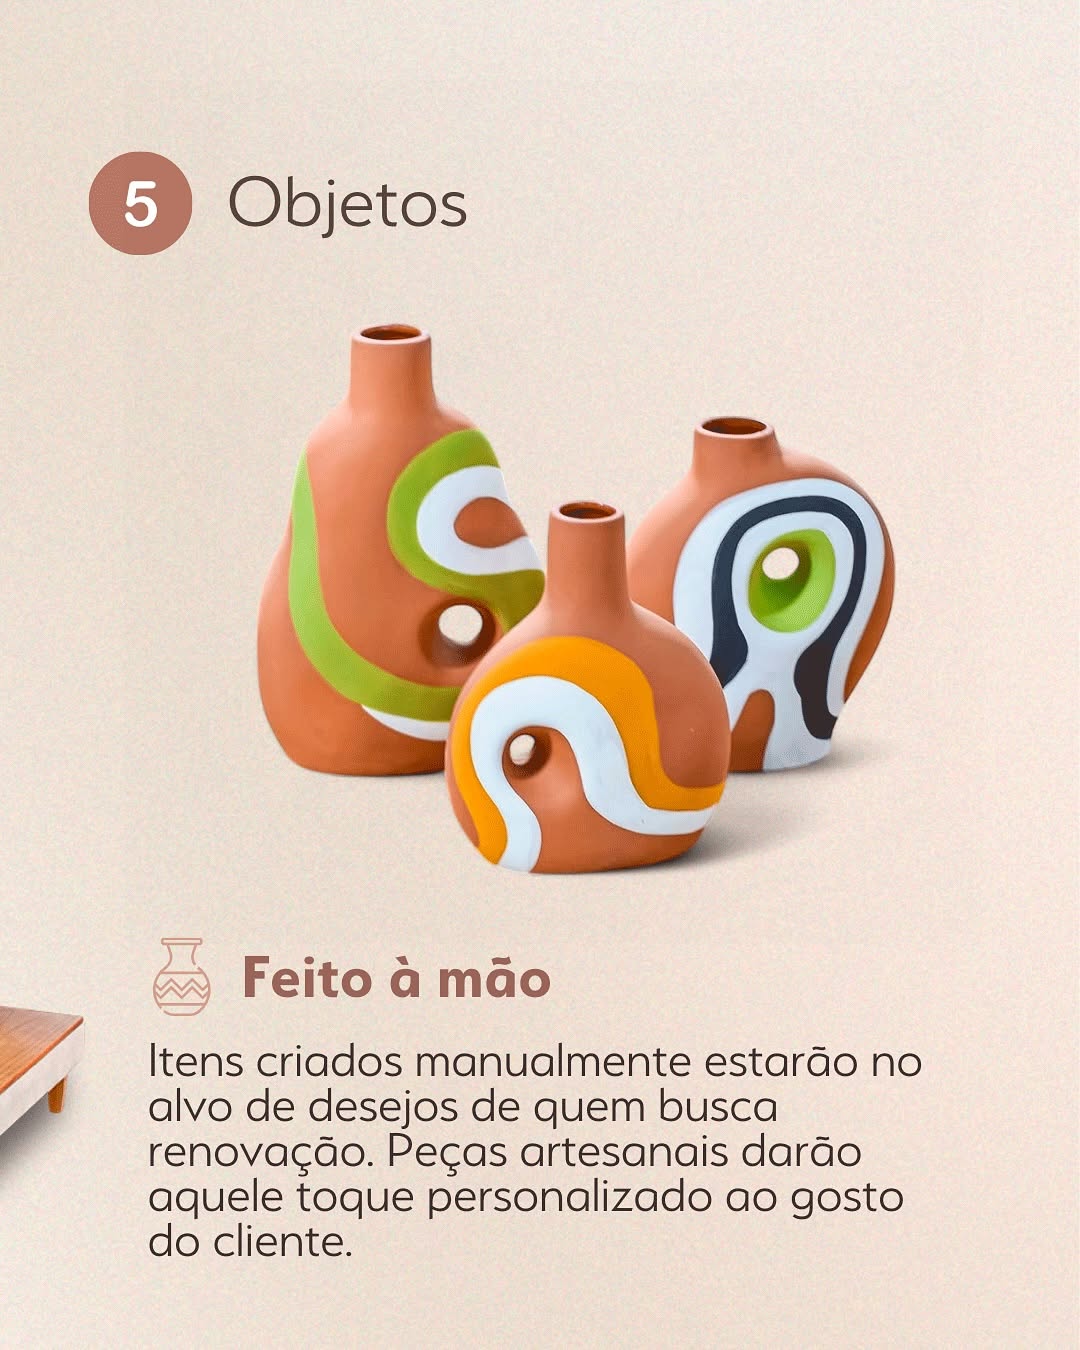 5 Objetos
Feito à mão
Itens criados manualmente estarão no
alvo de desejos de quem busca
renovação. Peças artesanais darão
aquele toque personalizado ao gosto
do cliente.